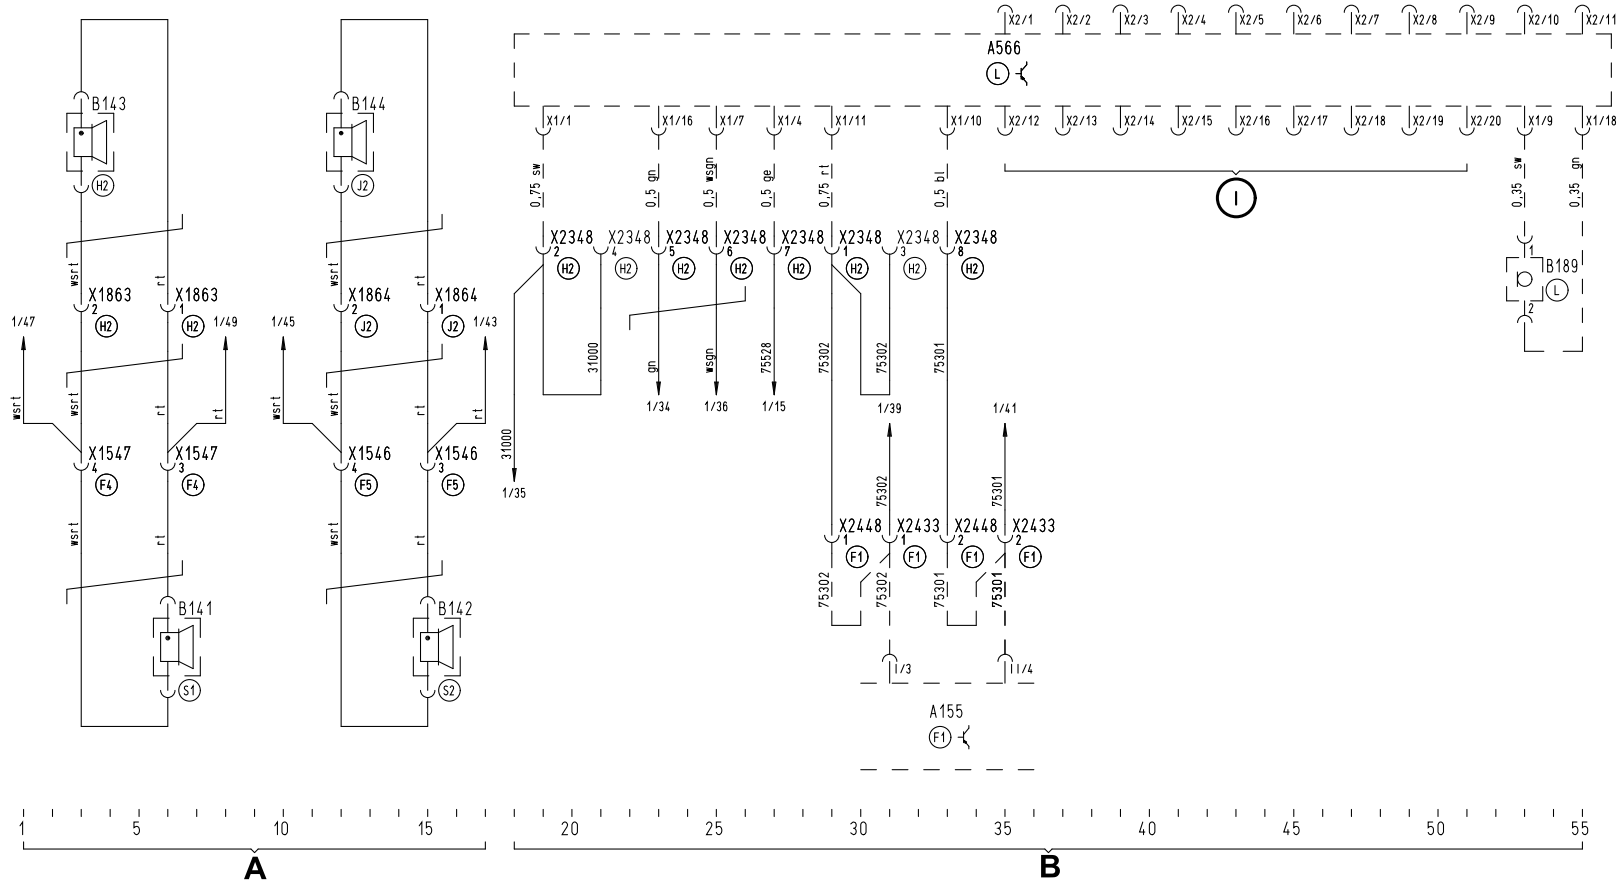 X2/1 X2/2 X2/3 X2/4 X2/5 X2/6 X2/7 X2/8 X2/9 X2/10 X2/11
A566
L
B143 B144
X1/1 X1/16 X1/7 X1/4 X1/11 X1/10 X2/12 X2/13 X2/14 X2/15 X2/16 X2/17 X2/18 X2/19 X2/20 X1/9 X1/18
H2 J2
0,75 sw 0,5 gn 0,5 wsgn 0,5 ge 0,75 rt 0,5 bl 0,35 sw 0,35 gn
I
X2348 X2348 X2348 X2348 X2348 X2348 X2348 X2348
2 4 5 6 7 1 3 8
H2 H2 H2 H2 H2 H2 H2 H2
1
B189
L
2
wsrt rt wsrt rt
X1863 X1863 X1864 X1864
2 1 2 1
H2 H2 J2 J2
1/47 1/49 1/45 1/43
31000 gn wsgn 75528 75302 75302 75301
wsrt wsrt rt rt wsrt wsrt rt rt
1/34 1/36 1/15 1/39 1/41
X1547 X1547 X1546 X1546
4 3 4 3
F4 F4 F5 F5
31000
1/35
75302 75301
wsrt rt wsrt rt
X2448 X2433 X2448 X2433
1 1 2 2
F1 F1 F1 F1
75302 75302 75301 75301
B141 B142
S1 S2
I/3 II/4
A155
F1
1 5 10 15 20 25 30 35 40 45 50 55
A B